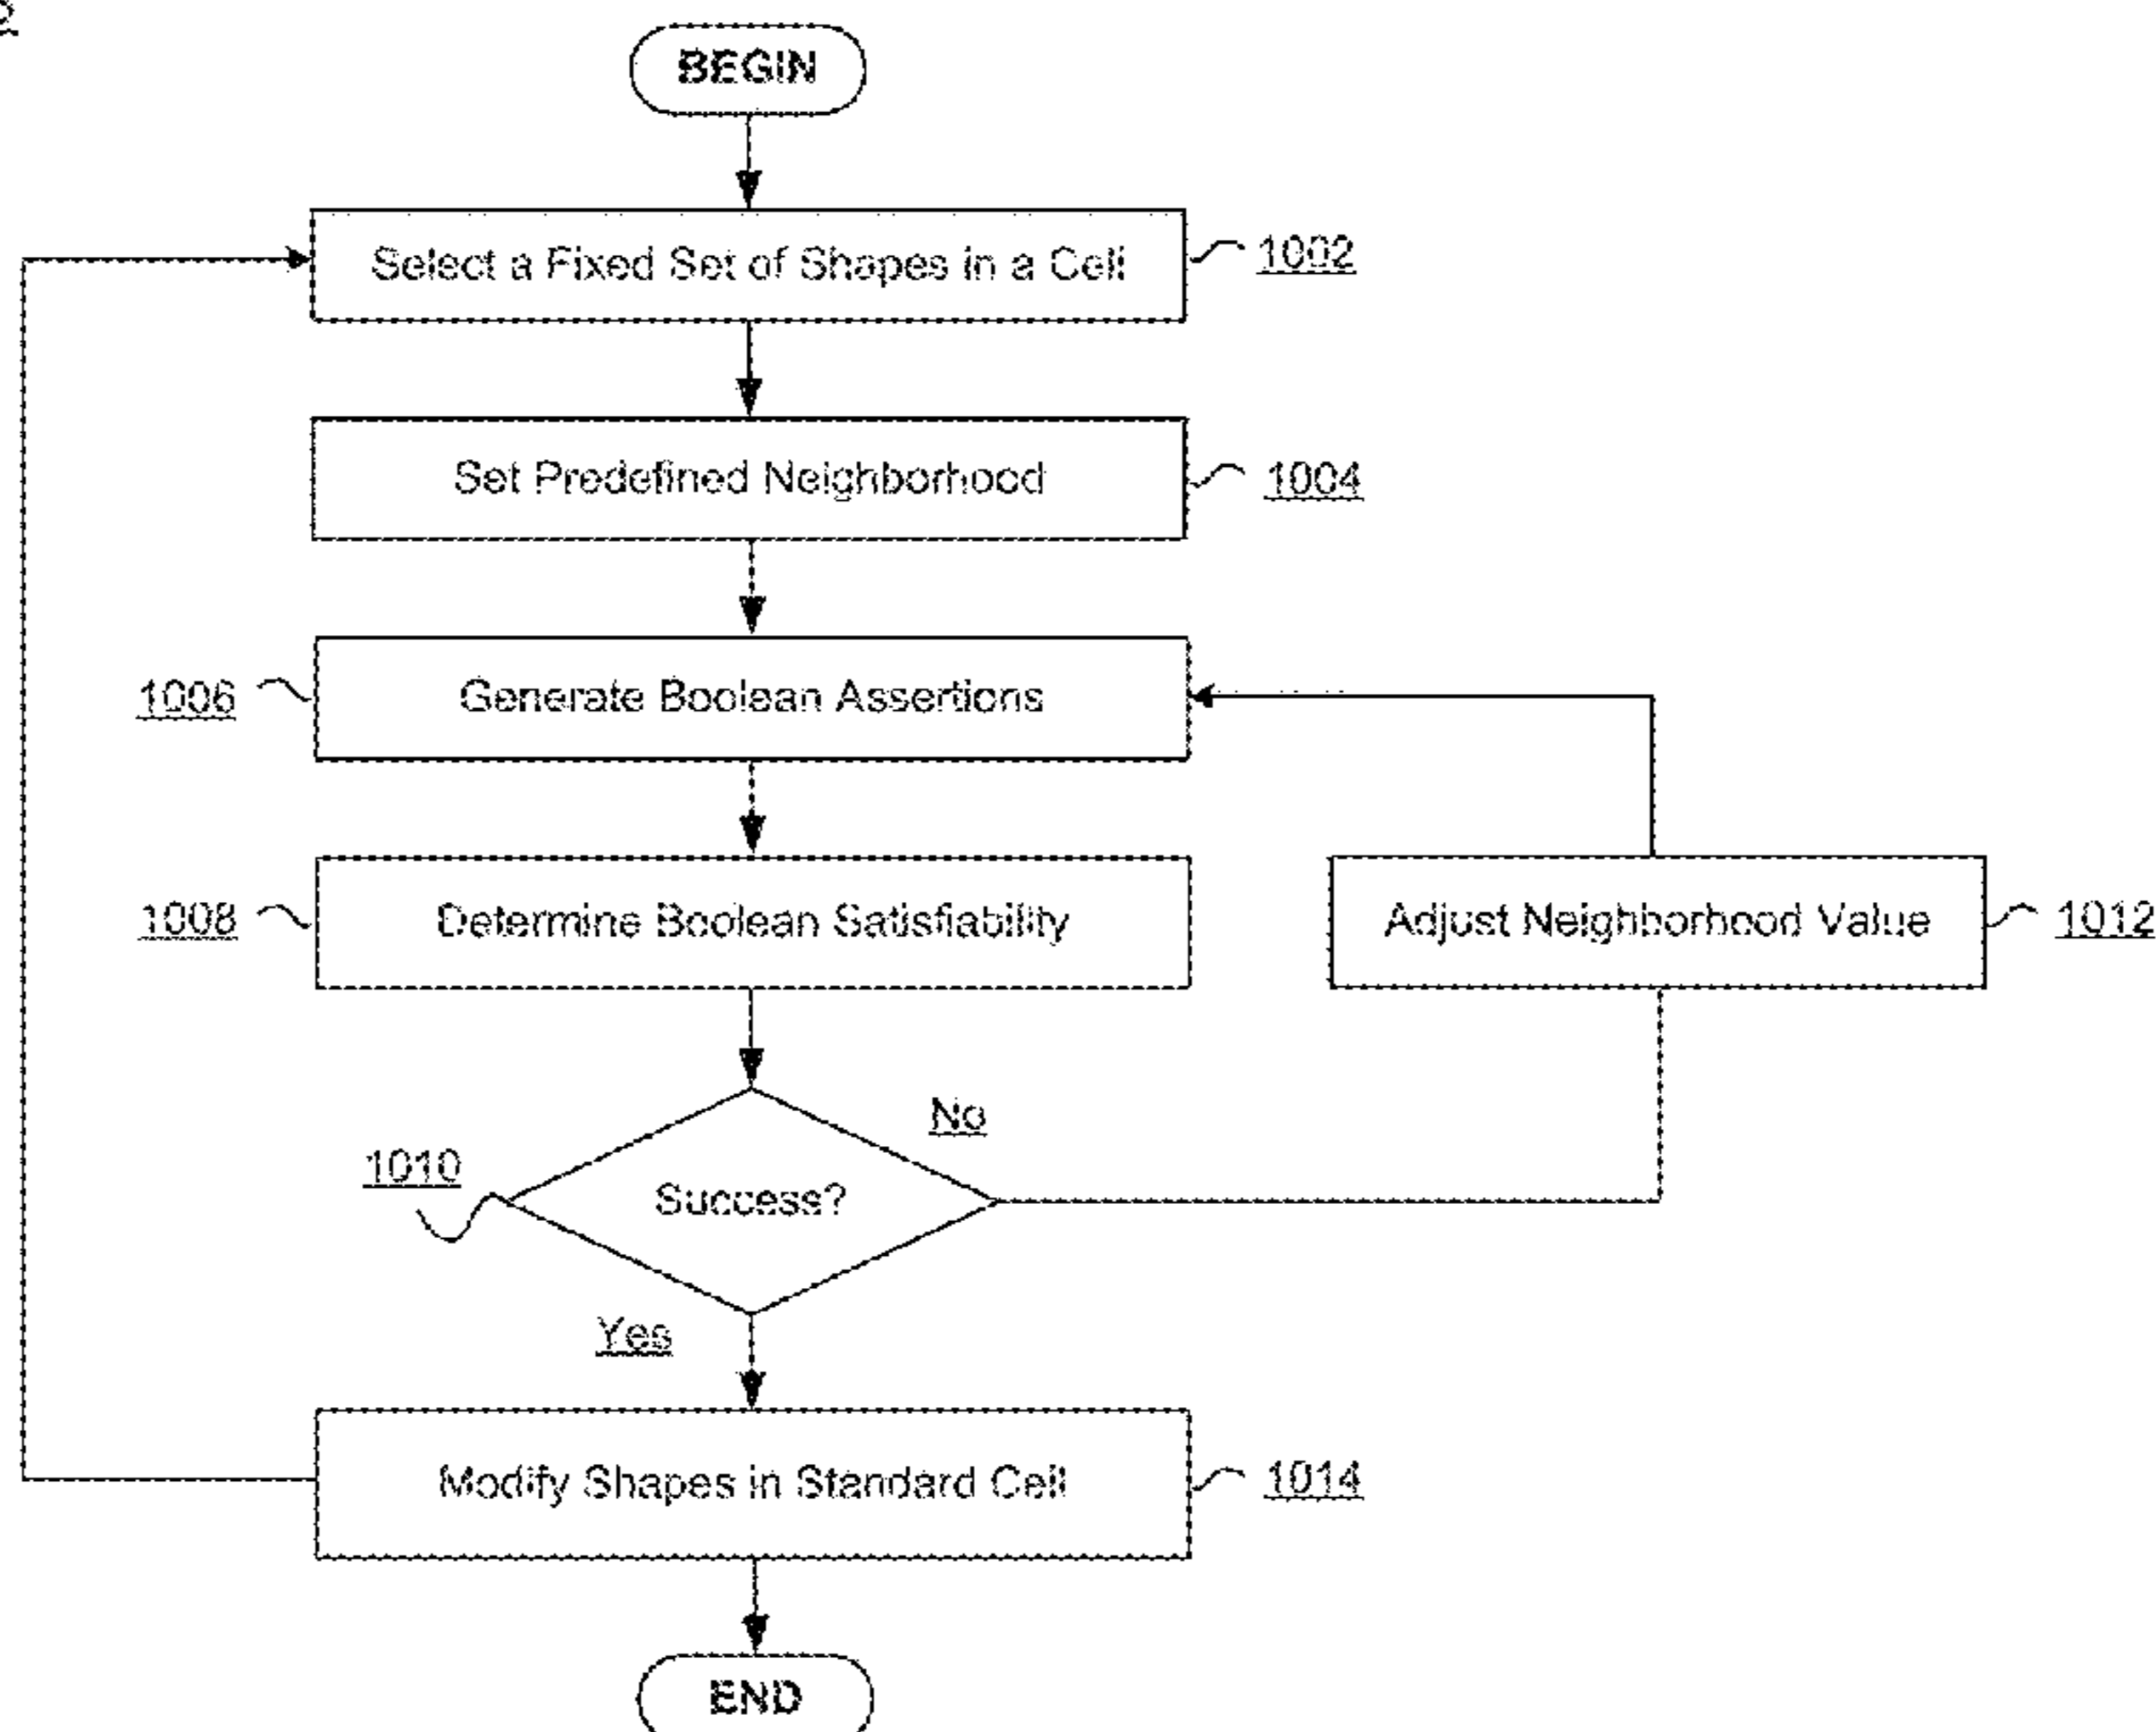 BEGIN
Select a Fixed Set of Shapes in a Cell
1002
Set Predefined Neighborhood
1004
1006
Generate Boolean Assertions
1008
Determine Boolean Satisfiability
Adjust Neighborhood Value
1012
No
1010
Success?
Yes
Modify Shapes in Standard Cell
1014
END